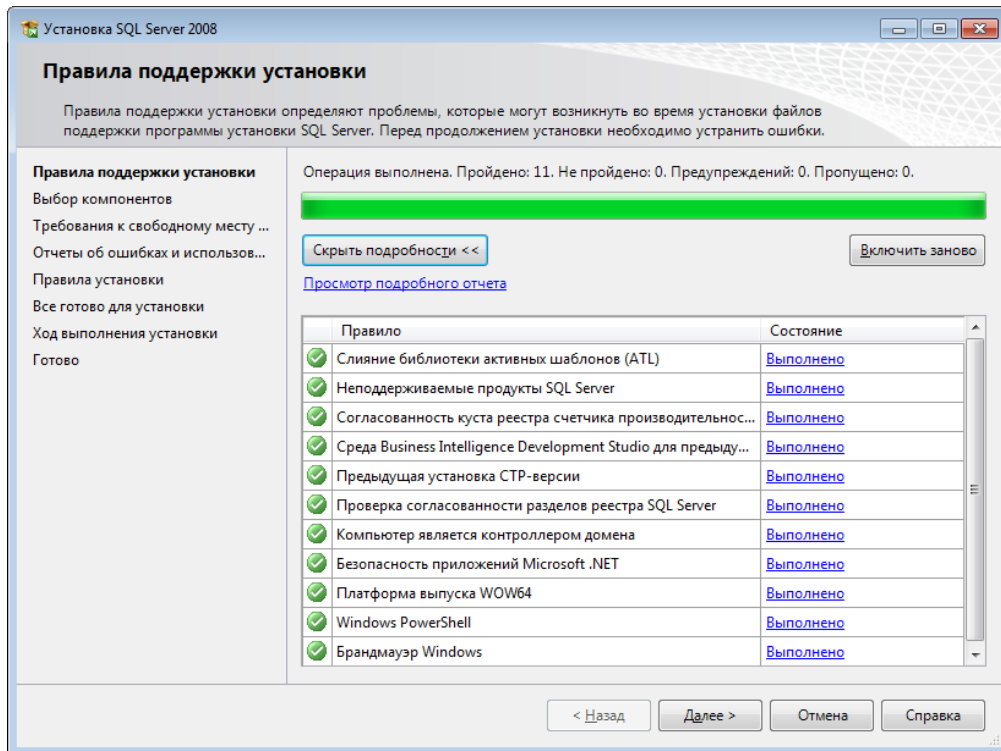 Установка SQL Server 2008
Правила поддержки установки
Правила поддержки установки определяют проблемы, которые могут возникнуть во время установки файлов
поддержки программы установки SQL Server. Перед продолжением установки необходимо устранить ошибки.
Правила поддержки установки
Выбор компонентов
Требования к свободному месту ...
Отчеты об ошибках и использов...
Правила установки
Все готово для установки
Ход выполнения установки
Готово
Операция выполнена. Пройдено: 11. Не пройдено: 0. Предупреждений: 0. Пропущено: 0.
Скрыть подробности <<
Включить заново
Просмотр подробного отчета
Правило Состояние
Слияние библиотеки активных шаблонов (ATL) Выполнено
Неподдерживаемые продукты SQL Server Выполнено
Согласованность куста реестра счетчика производительнос... Выполнено
Среда Business Intelligence Development Studio для предыду... Выполнено
Предыдущая установка CTP-версии Выполнено
Проверка согласованности разделов реестра SQL Server Выполнено
Компьютер является контроллером домена Выполнено
Безопасность приложений Microsoft .NET Выполнено
Платформа выпуска WOW64 Выполнено
Windows PowerShell Выполнено
Брандмауэр Windows Выполнено
< Назад Далее > Отмена Справка